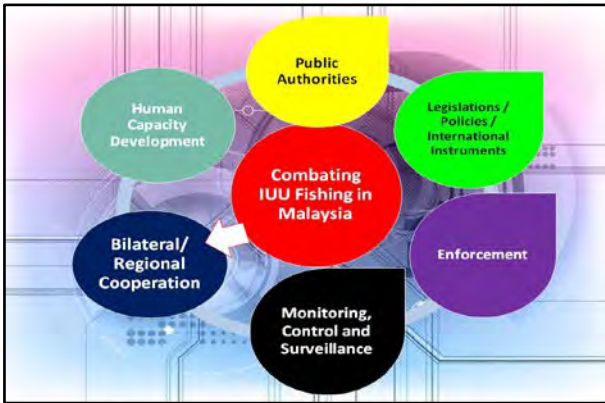 Public
Authorities
Human
Capacity
Development
Legislations /
Policies /
International
Instruments
Combating
IUU Fishing in
Malaysia
Bilateral/
Regional
Cooperation
Enforcement
Monitoring,
Control and
Surveillance